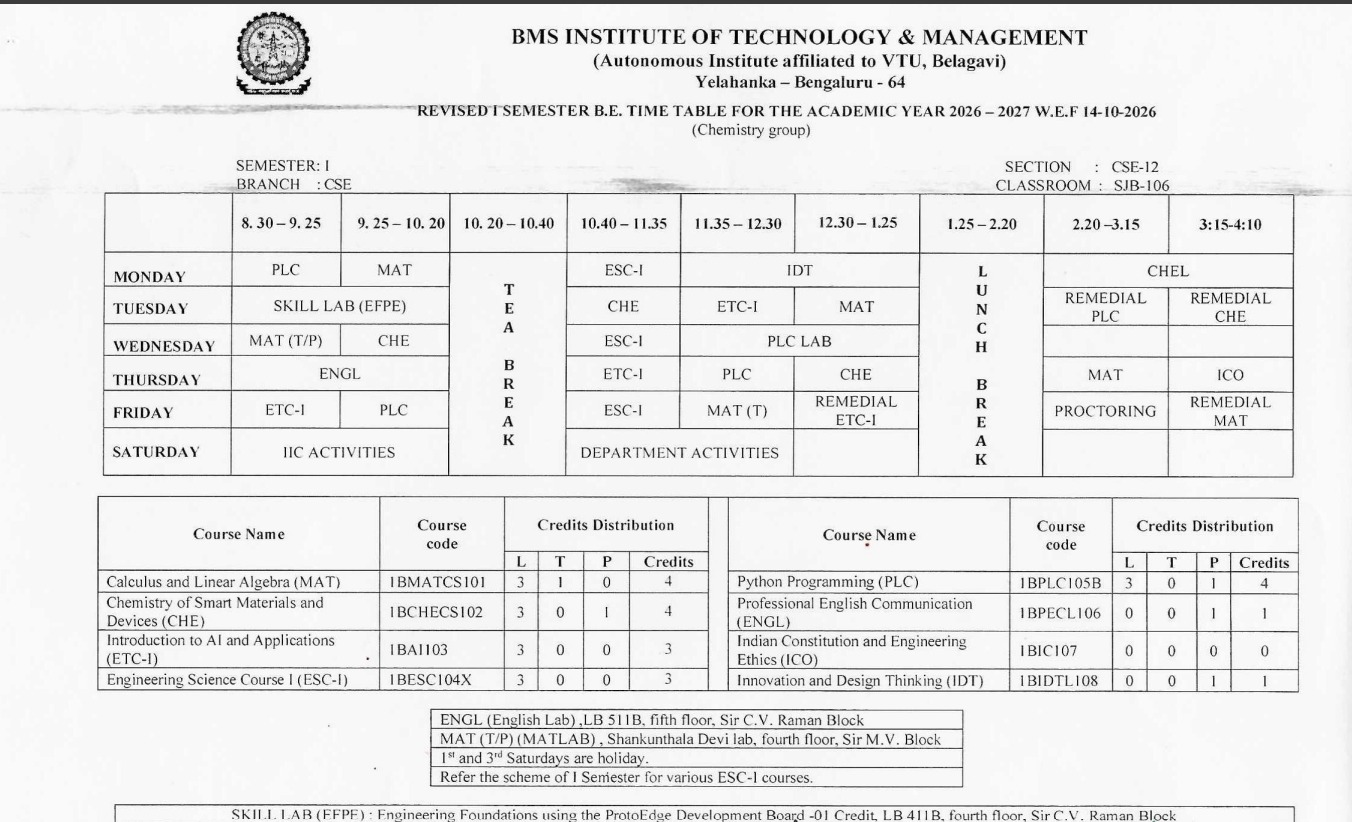 BMS INSTITUTE OF TECHNOLOGY & MANAGEMENT
(Autonomous Institute affiliated to VTU, Belagavi)
Yelahanka – Bengaluru - 64
REVISED I SEMESTER B.E. TIME TABLE FOR THE ACADEMIC YEAR 2026 – 2027 W.E.F 14-10-2026
(Chemistry group)
SEMESTER: I SECTION : CSE-12
BRANCH : CSE CLASSROOM : SJB-106
8. 30 – 9. 25 9. 25 – 10. 20 10. 20 – 10.40 10.40 – 11.35 11.35 – 12.30 12.30 – 1.25 1.25 – 2.20 2.20 –3.15 3:15-4:10
TEA BREAK
LUNCH BREAK
MONDAY PLC MAT ESC-I IDT CHEL
TUESDAY SKILL LAB (EFPE) CHE ETC-I MAT REMEDIAL PLC REMEDIAL CHE
WEDNESDAY MAT (T/P) CHE ESC-I PLC LAB
THURSDAY ENGL ETC-I PLC CHE MAT ICO
FRIDAY ETC-I PLC ESC-I MAT (T) REMEDIAL ETC-I PROCTORING REMEDIAL MAT
SATURDAY IIC ACTIVITIES DEPARTMENT ACTIVITIES
Course Name Course code Credits Distribution Course Name Course code Credits Distribution
L T P Credits L T P Credits
Calculus and Linear Algebra (MAT) 1BMATCS101 3 1 0 4 Python Programming (PLC) 1BPLC105B 3 0 1 4
Chemistry of Smart Materials and Devices (CHE) 1BCHECS102 3 0 1 4 Professional English Communication (ENGL) 1BPECL106 0 0 1 1
Introduction to AI and Applications (ETC-I) 1BAI103 3 0 0 3 Indian Constitution and Engineering Ethics (ICO) 1BIC107 0 0 0 0
Engineering Science Course I (ESC-I) 1BESC104X 3 0 0 3 Innovation and Design Thinking (IDT) 1BIDTL108 0 0 1 1
ENGL (English Lab) ,LB 511B, fifth floor, Sir C.V. Raman Block
MAT (T/P) (MATLAB) , Shankunthala Devi lab, fourth floor, Sir M.V. Block
1st and 3rd Saturdays are holiday.
Refer the scheme of I Semester for various ESC-I courses.
SKILL LAB (EFPE) : Engineering Foundations using the ProtoEdge Development Board -01 Credit, LB 411B, fourth floor, Sir C.V. Raman Block